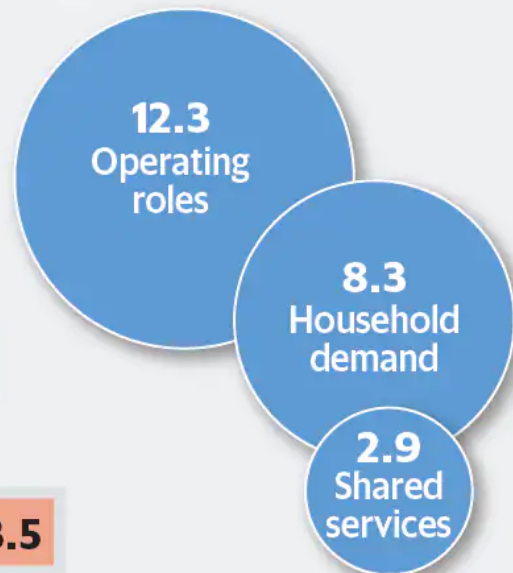 12.3
Operating
roles
8.3
Household
demand
2.9
Shared
services